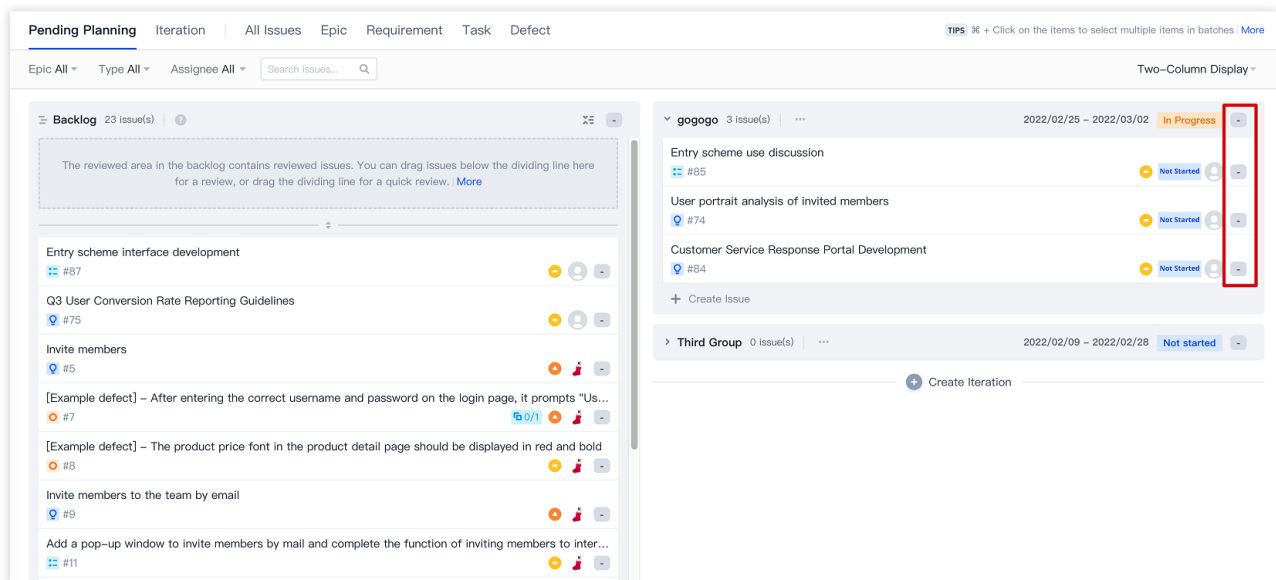 Pending Planning Iteration All Issues Epic Requirement Task Defect
TIPS ⌘ + Click on the items to select multiple items in batches More
Epic All Type All Assignee All Search issues... Two-Column Display
Backlog 23 issue(s) ? -
The reviewed area in the backlog contains reviewed issues. You can drag issues below the dividing line here
for a review, or drag the dividing line for a quick review. More
Entry scheme interface development
#87 -
Q3 User Conversion Rate Reporting Guidelines
#75 -
Invite members
#5 -
[Example defect] – After entering the correct username and password on the login page, it prompts "Us...
#7 0/1 -
[Example defect] – The product price font in the product detail page should be displayed in red and bold
#8 -
Invite members to the team by email
#9 -
Add a pop-up window to invite members by mail and complete the function of inviting members to inter...
#11 -
gogogo 3 issue(s) ... 2022/02/25 – 2022/03/02 In Progress -
Entry scheme use discussion
#85 Not Started -
User portrait analysis of invited members
#74 Not Started -
Customer Service Response Portal Development
#84 Not Started -
+ Create Issue
Third Group 0 issue(s) ... 2022/02/09 – 2022/02/28 Not started -
+ Create Iteration